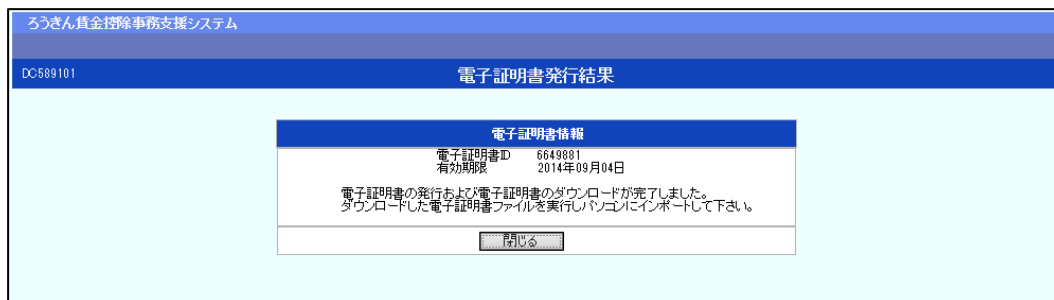 ろうきん賃金控除事務支援システム
DC589101
電子証明書発行結果
電子証明書情報
電子証明書ID 6649881
有効期限 2014年09月04日
電子証明書の発行および電子証明書のダウンロードが完了しました。
ダウンロードした電子証明書ファイルを実行しパソコンにインポートして下さい。
閉じる